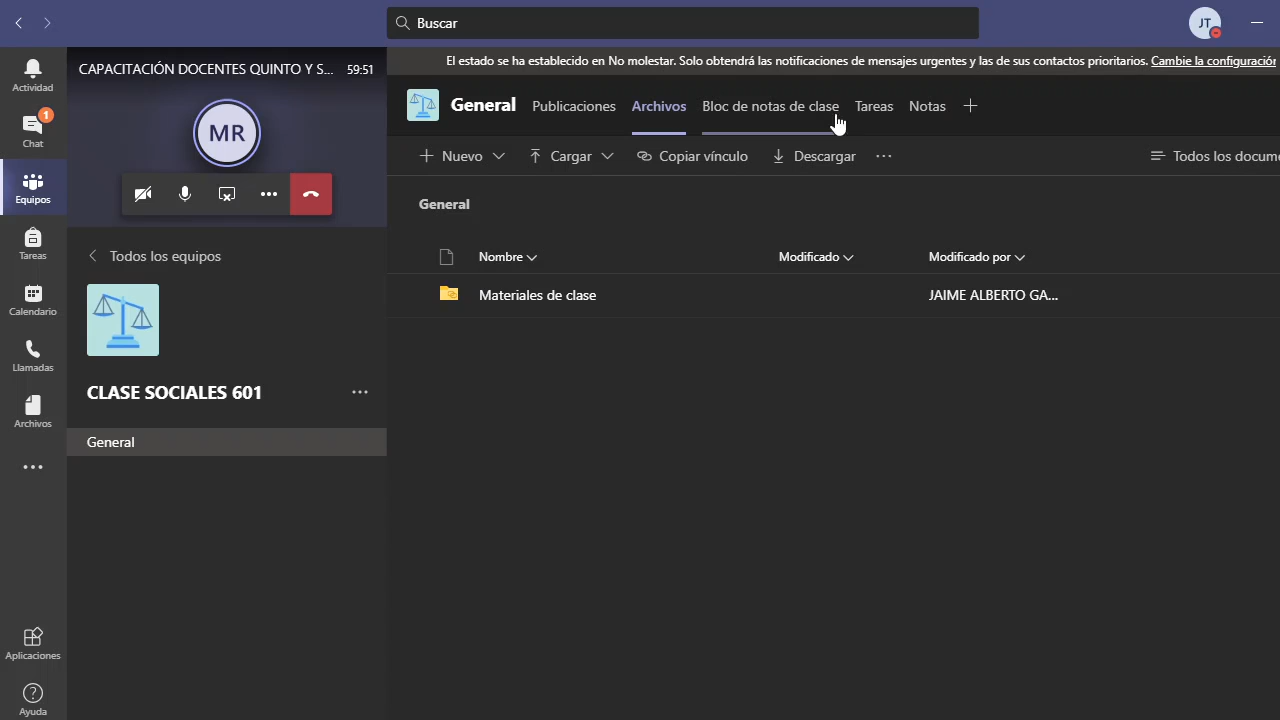 Buscar
JT
Actividad
1
Chat
Equipos
Tareas
Calendario
Llamadas
Archivos
Aplicaciones
Ayuda
CAPACITACIÓN DOCENTES QUINTO Y S... 59:51
MR
Todos los equipos
CLASE SOCIALES 601
General
El estado se ha establecido en No molestar. Solo obtendrá las notificaciones de mensajes urgentes y las de sus contactos prioritarios. Cambie la configuración
General Publicaciones Archivos Bloc de notas de clase Tareas Notas
Nuevo Cargar Copiar vínculo Descargar Todos los docume
General
Nombre Modificado Modificado por
Materiales de clase JAIME ALBERTO GA...